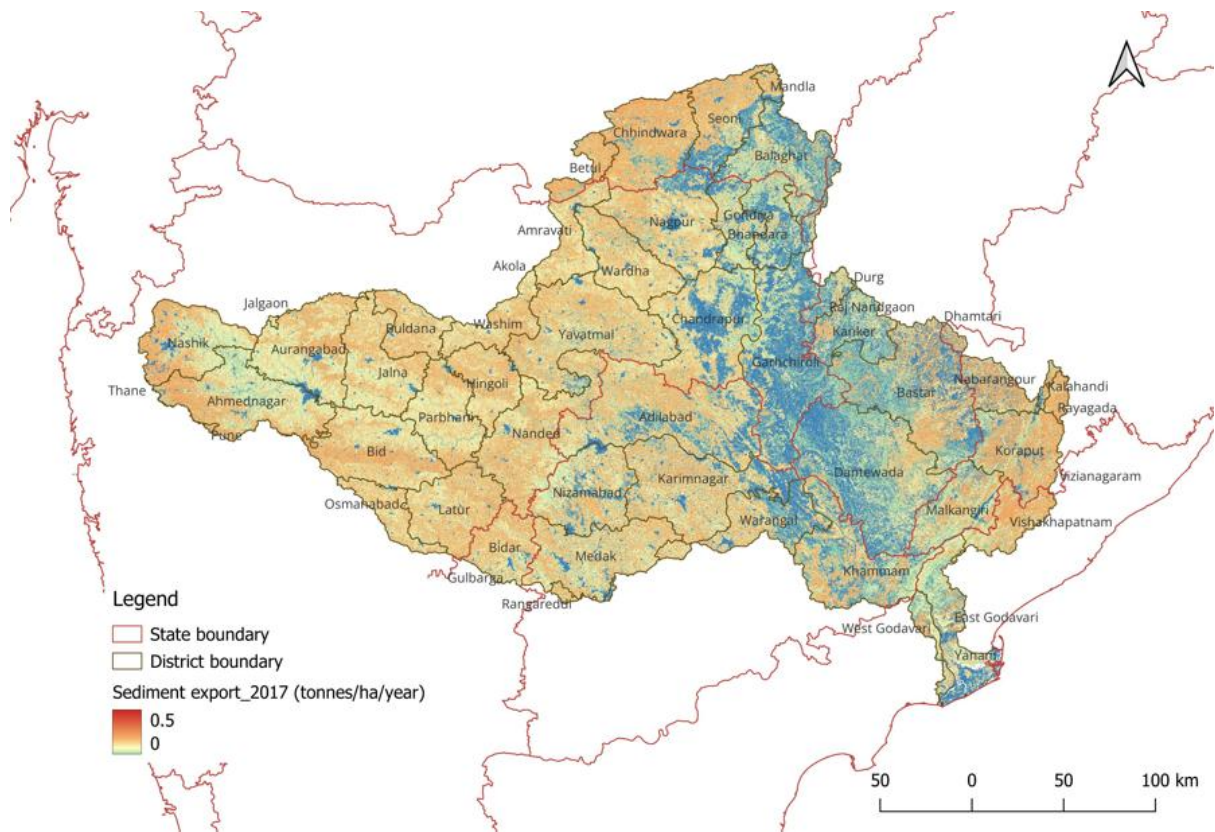 Mandla
Seoni
Chhindwara
Balaghat
Betul
Nagpur
Gondiya
Bhandara
Amravati
Akola
Wardha
Durg
Raj Nandgaon
Jalgaon
Buldana
Washim
Yavatmal
Chandrapur
Kanker
Dhamtari
Nashik
Aurangabad
Jalna
Hingoli
Garhchiroli
Bastar
Nabarangpur
Kalahandi
Thane
Ahmednagar
Parbhani
Adilabad
Rayagada
Pune
Bid
Nanded
Koraput
Karimnagar
Dantewada
Vizianagaram
Osmanabad
Latur
Nizamabad
Malkangiri
Warangal
Vishakhapatnam
Bidar
Medak
Gulbarga
Khammam
Rangareddi
East Godavari
West Godavari
Yanam
Legend
State boundary
District boundary
Sediment export_2017 (tonnes/ha/year)
0.5
0
50 0 50 100 km